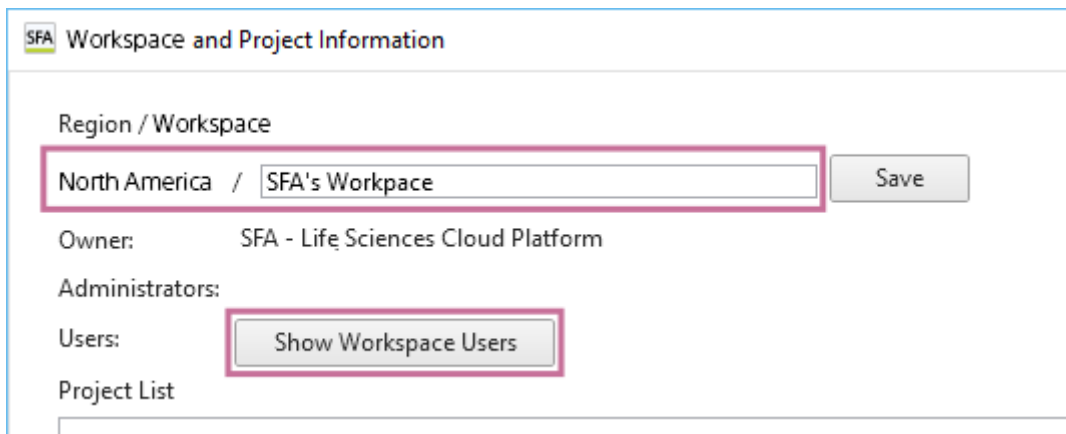 SFA Workspace and Project Information
Region / Workspace
North America / SFA's Workpace Save
Owner: SFA - Life Sciences Cloud Platform
Administrators:
Users: Show Workspace Users
Project List